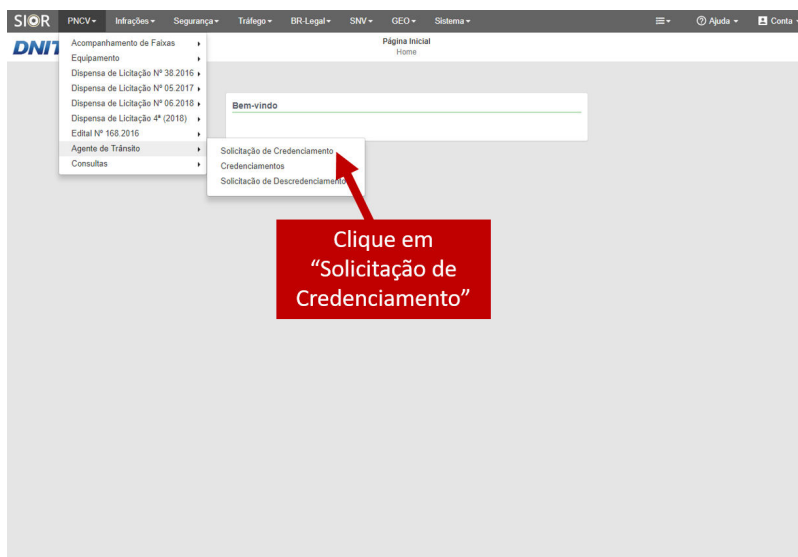 SIOR PNCV Infrações Segurança Tráfego BR-Legal SNV GEO Sistema Ajuda Conta
DNIT
Página Inicial
Home
Acompanhamento de Faixas
Equipamento
Dispensa de Licitação Nº 38.2016
Dispensa de Licitação Nº 05.2017
Dispensa de Licitação Nº 06.2018
Dispensa de Licitação 4ª (2018)
Edital Nº 168.2016
Agente de Trânsito
Consultas
Bem-vindo
Solicitação de Credenciamento
Credenciamentos
Solicitação de Descredenciamento
Clique em
“Solicitação de
Credenciamento”